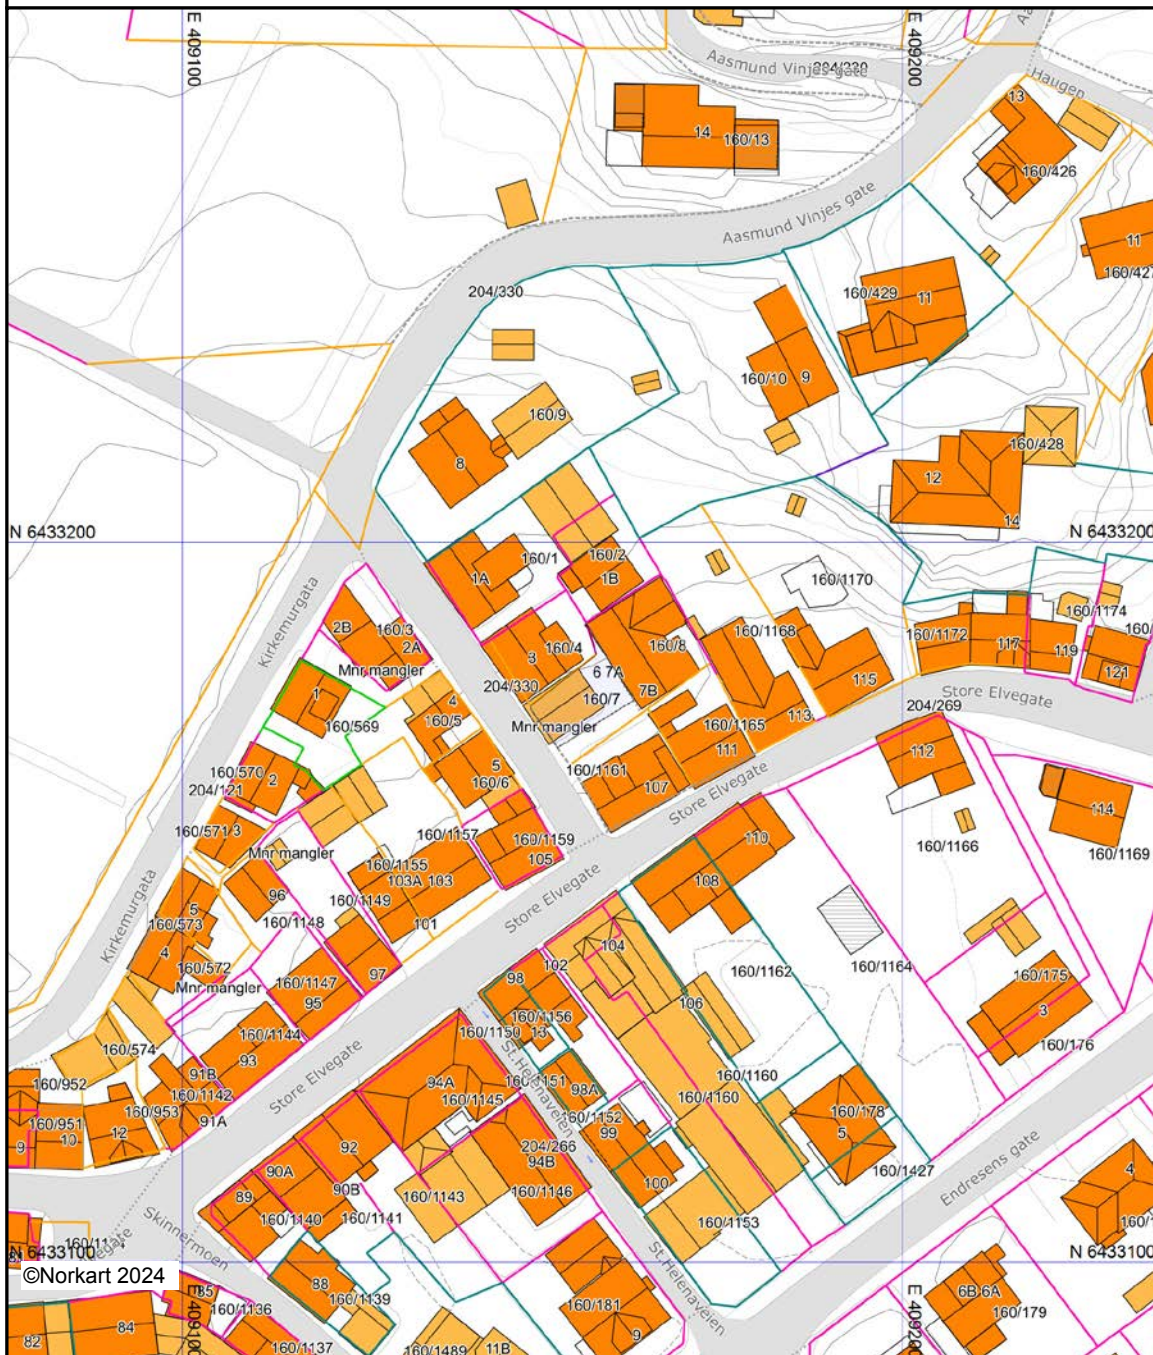 E 409100
E 409200
Aasmund Vinjes gate
204/330
Haugen
13
14
160/13
160/426
Aasmund Vinjes gate
11
160/427
204/330
160/429
11
160/10
9
160/9
8
160/428
12
14
N 6433200
N 6433200
160/1
160/2
1A
1B
160/1170
Kirkemurgata
2B
160/3
2A
160/1174
160/1172
117
119
121
160/1168
160/4
3
160/8
Mnr mangler
204/330
6 7A
160/7
7B
115
Store Elvegate
204/269
1
160/569
4
160/5
Mnr mangler
160/1165
113
111
112
160/570
2
204/121
5
160/6
160/1161
107
Store Elvegate
114
160/571
3
160/1157
160/1159
105
110
160/1166
160/1169
Mnr mangler
160/1155
103A
103
108
96
160/1149
101
Kirkemurgata
160/1148
5
160/573
Store Elvegate
104
4
160/572
97
102
98
160/1162
160/1164
160/175
Mnr mangler
160/1147
95
106
160/1156
13
3
160/574
160/1144
93
160/1150
St.Helenaveien
160/176
160/952
91B
160/1142
Store Elvegate
94A
160/1145
160/1151
98A
160/1160
160/1160
160/951
160/953
91A
160/1152
99
160/178
5
9
10
12
92
204/266
94B
160/1427
Endresens gate
90A
90B
160/1143
160/1146
100
4
89
160/1140
160/1141
160/1153
Skinnermoen
N 6433100
N 6433100
©Norkart 2024
88
160/1139
St.Helenaveien
6B
6A
160/179
E 409100
E 409200
85
160/1136
160/181
9
82
84
160/1137
160/1489
11B